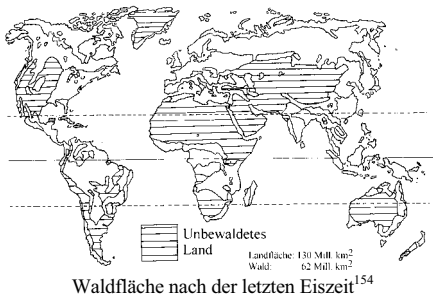 Unbewaldetes
Land
Landfläche: 130 Mill. km²
Wald: 62 Mill. km²
Waldfläche nach der letzten Eiszeit¹⁵⁴